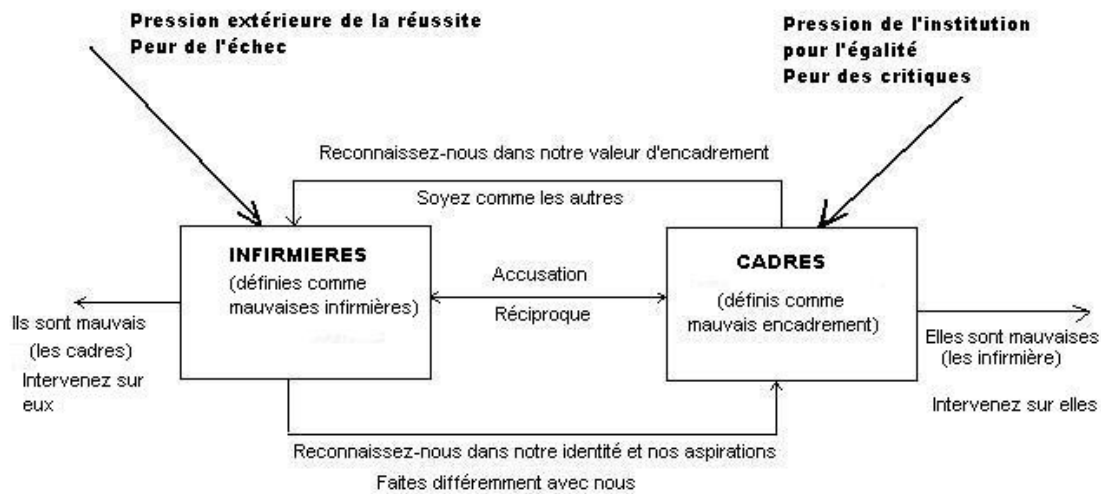 Pression extérieure de la réussite
Peur de l'échec
Pression de l'institution
pour l'égalité
Peur des critiques
Reconnaissez-nous dans notre valeur d'encadrement
Soyez comme les autres
INFIRMIERES
(définies comme
mauvaises infirmières)
Accusation
Réciproque
CADRES
(définis comme
mauvais encadrement)
Ils sont mauvais
(les cadres)
Intervenez sur
eux
Elles sont mauvaises
(les infirmière)
Intervenez sur elles
Reconnaissez-nous dans notre identité et nos aspirations
Faites différemment avec nous